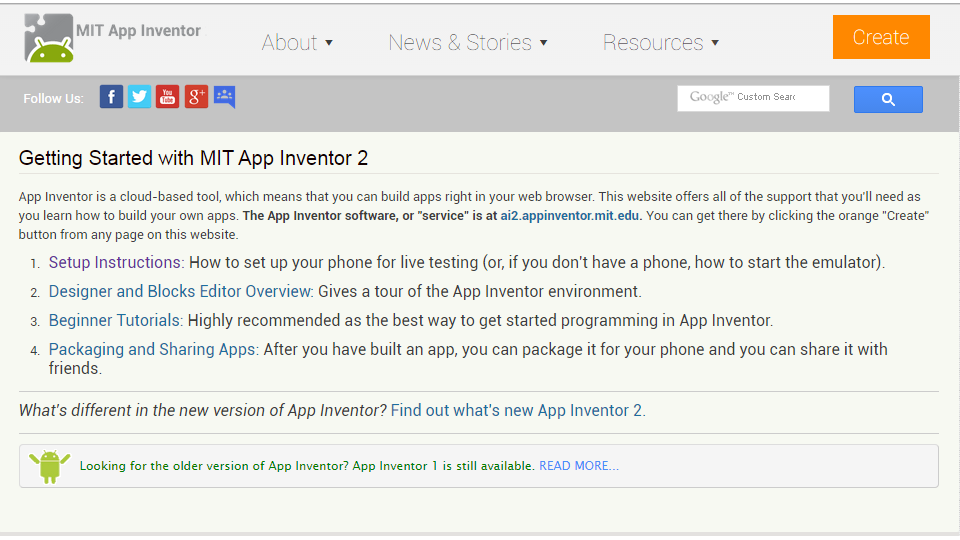 MIT App Inventor
About
News & Stories
Resources
Create
Follow Us:
f
You
Tube
g+
Google™ Custom Searc
Getting Started with MIT App Inventor 2
App Inventor is a cloud-based tool, which means that you can build apps right in your web browser. This website offers all of the support that you'll need as
you learn how to build your own apps. The App Inventor software, or "service" is at ai2.appinventor.mit.edu. You can get there by clicking the orange "Create"
button from any page on this website.
1. Setup Instructions: How to set up your phone for live testing (or, if you don't have a phone, how to start the emulator).
2. Designer and Blocks Editor Overview: Gives a tour of the App Inventor environment.
3. Beginner Tutorials: Highly recommended as the best way to get started programming in App Inventor.
4. Packaging and Sharing Apps: After you have built an app, you can package it for your phone and you can share it with
friends.
What's different in the new version of App Inventor? Find out what's new App Inventor 2.
Looking for the older version of App Inventor? App Inventor 1 is still available. READ MORE...